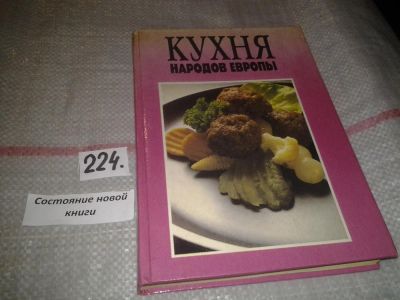 КУХНЯ
НАРОДОВ ЕВРОПЫ
224.
Состояние новой
книги